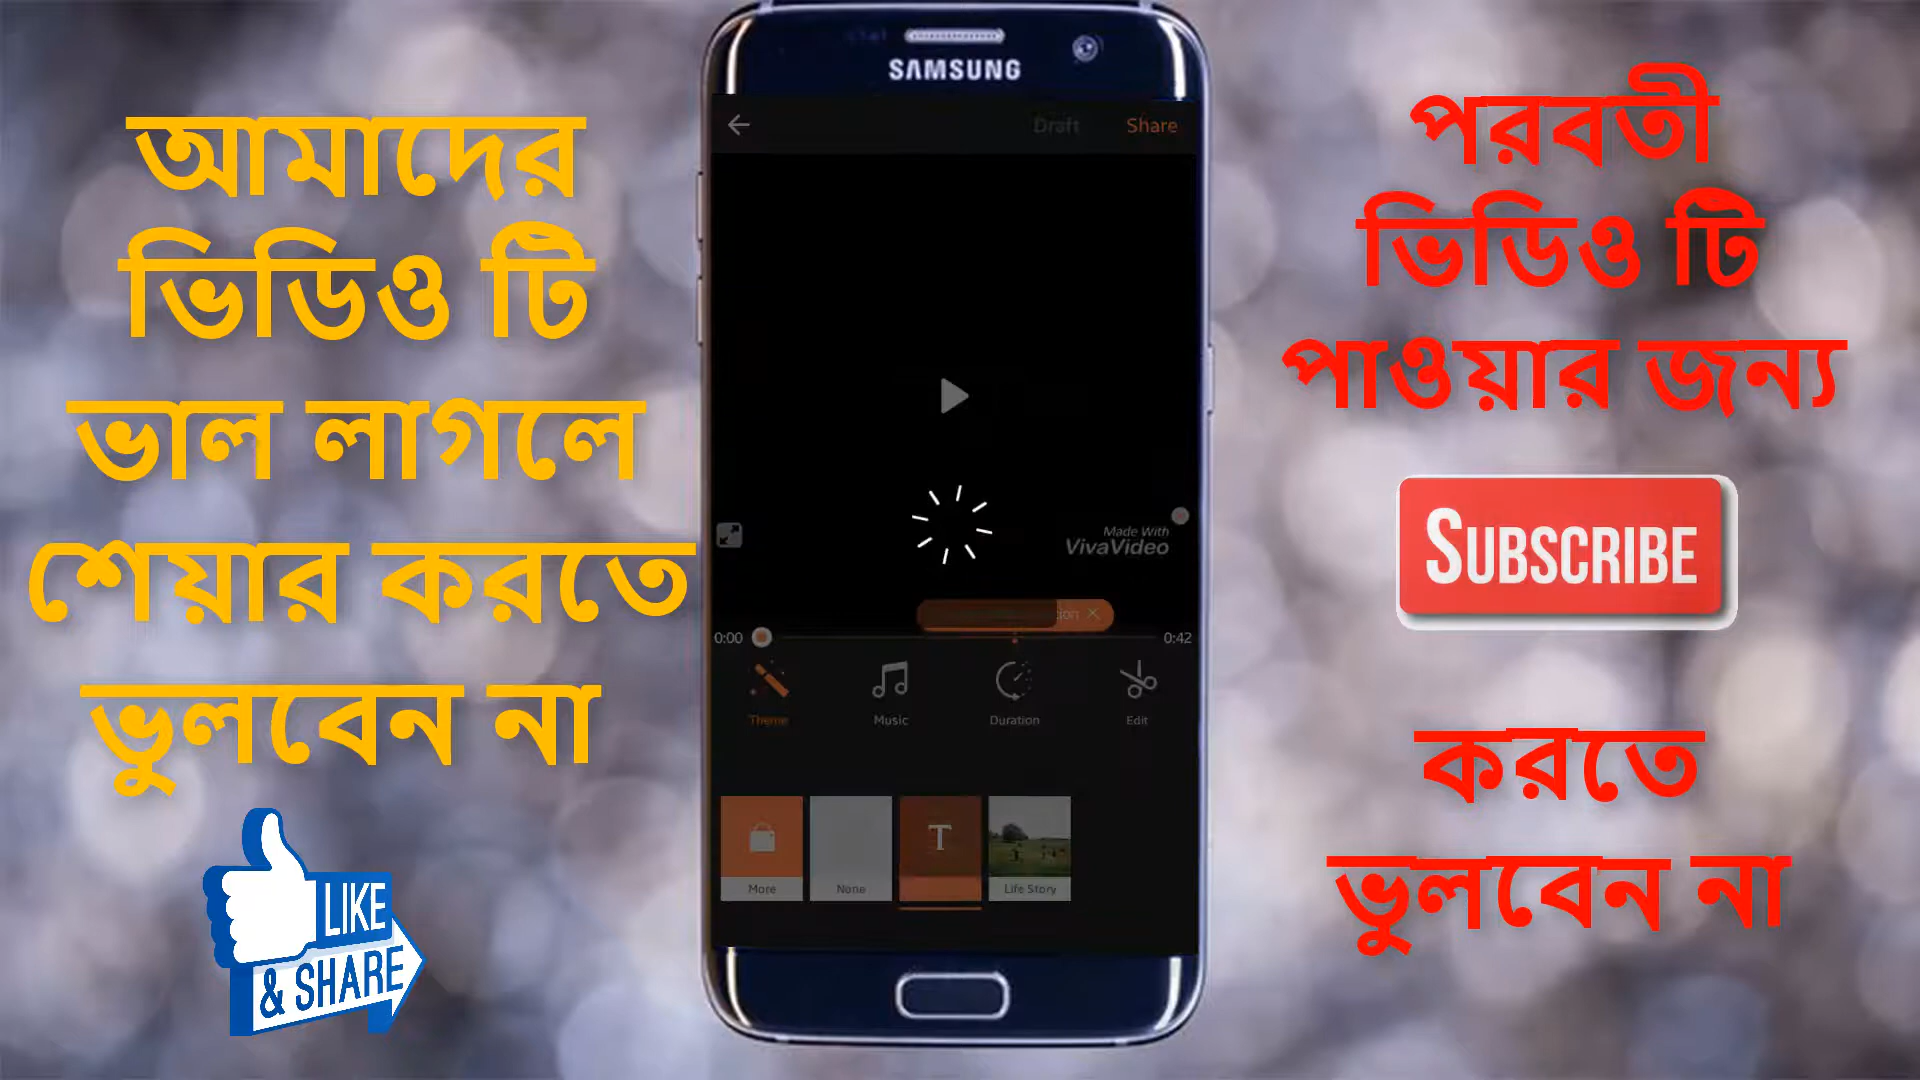 আমাদের
ভিডিও টি
ভাল লাগলে
শেয়ার করতে
ভুলবেন না
LIKE
& SHARE
SAMSUNG
Draft
Share
Made With
VivaVideo
0:00
0:42
Theme
Music
Duration
Edit
More
None
T
Life Story
পরবতী
ভিডিও টি
পাওয়ার জন্য
SUBSCRIBE
করতে
ভুলবেন না